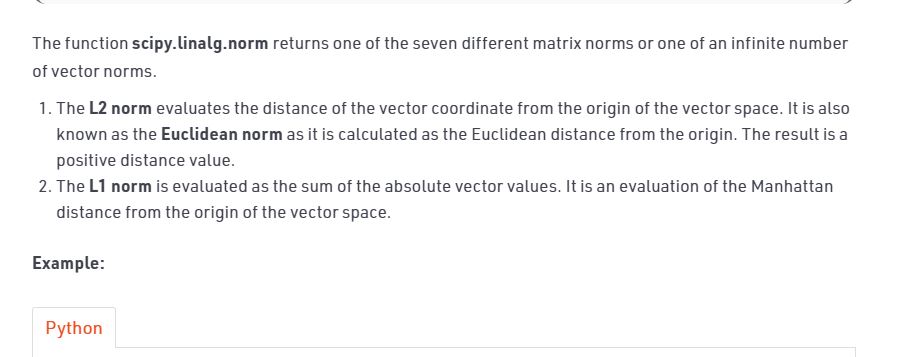 The function scipy.linalg.norm returns one of the seven different matrix norms or one of an infinite number
of vector norms.
1. The L2 norm evaluates the distance of the vector coordinate from the origin of the vector space. It is also
known as the Euclidean norm as it is calculated as the Euclidean distance from the origin. The result is a
positive distance value.
2. The L1 norm is evaluated as the sum of the absolute vector values. It is an evaluation of the Manhattan
distance from the origin of the vector space.
Example:
Python